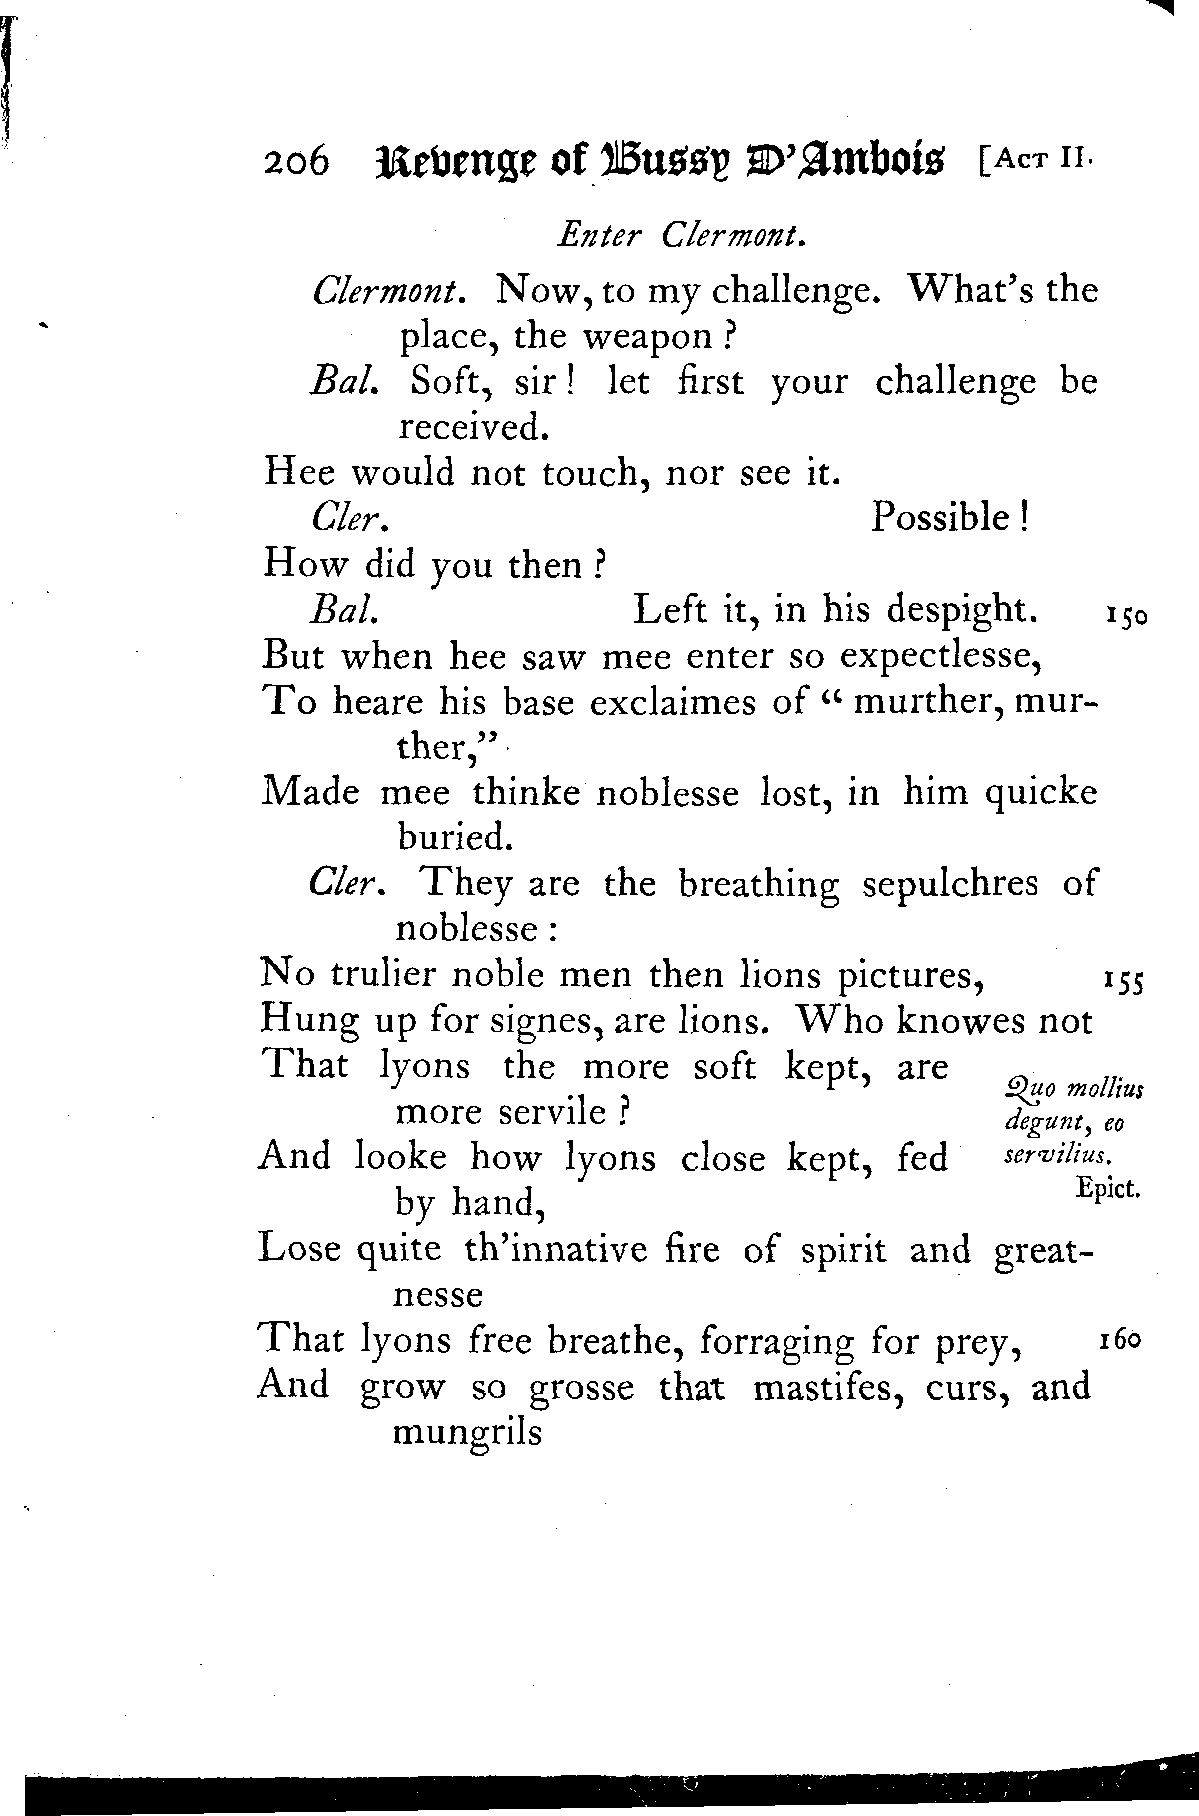 206 Revenge of Bussy D'Ambois [ACT II.
Enter Clermont.
Clermont. Now, to my challenge. What's the
place, the weapon ?
Bal. Soft, sir! let first your challenge be
received.
Hee would not touch, nor see it.
Cler. Possible !
How did you then ?
Bal. Left it, in his despight. 150
But when hee saw mee enter so expectlesse,
To heare his base exclaimes of “ murther, mur-
ther,”
Made mee thinke noblesse lost, in him quicke
buried.
Cler. They are the breathing sepulchres of
noblesse :
No trulier noble men then lions pictures, 155
Hung up for signes, are lions. Who knowes not
That lyons the more soft kept, are
more servile ?
And looke how lyons close kept, fed
by hand,
Quo mollius
degunt, eo
servilius.
Epict.
Lose quite th'innative fire of spirit and great-
nesse
That lyons free breathe, forraging for prey, 160
And grow so grosse that mastifes, curs, and
mungrils